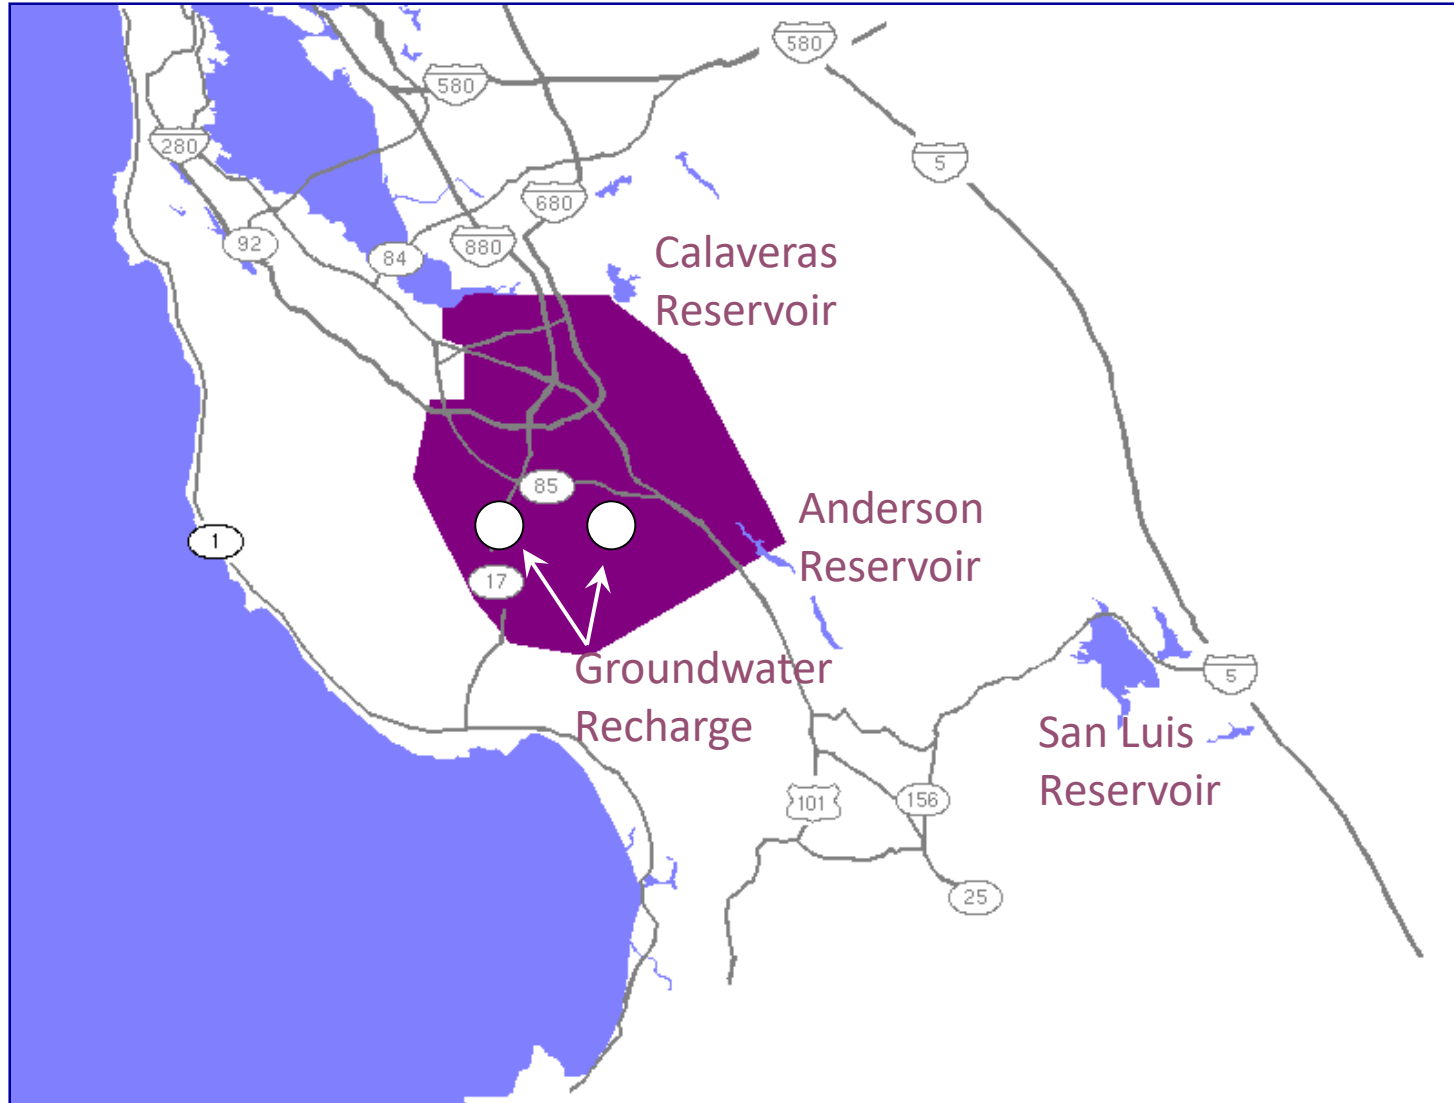 580
580
280
5
680
92
880
84
Calaveras
Reservoir
85
Anderson
Reservoir
1
17
Groundwater
Recharge
5
San Luis
Reservoir
101
156
25